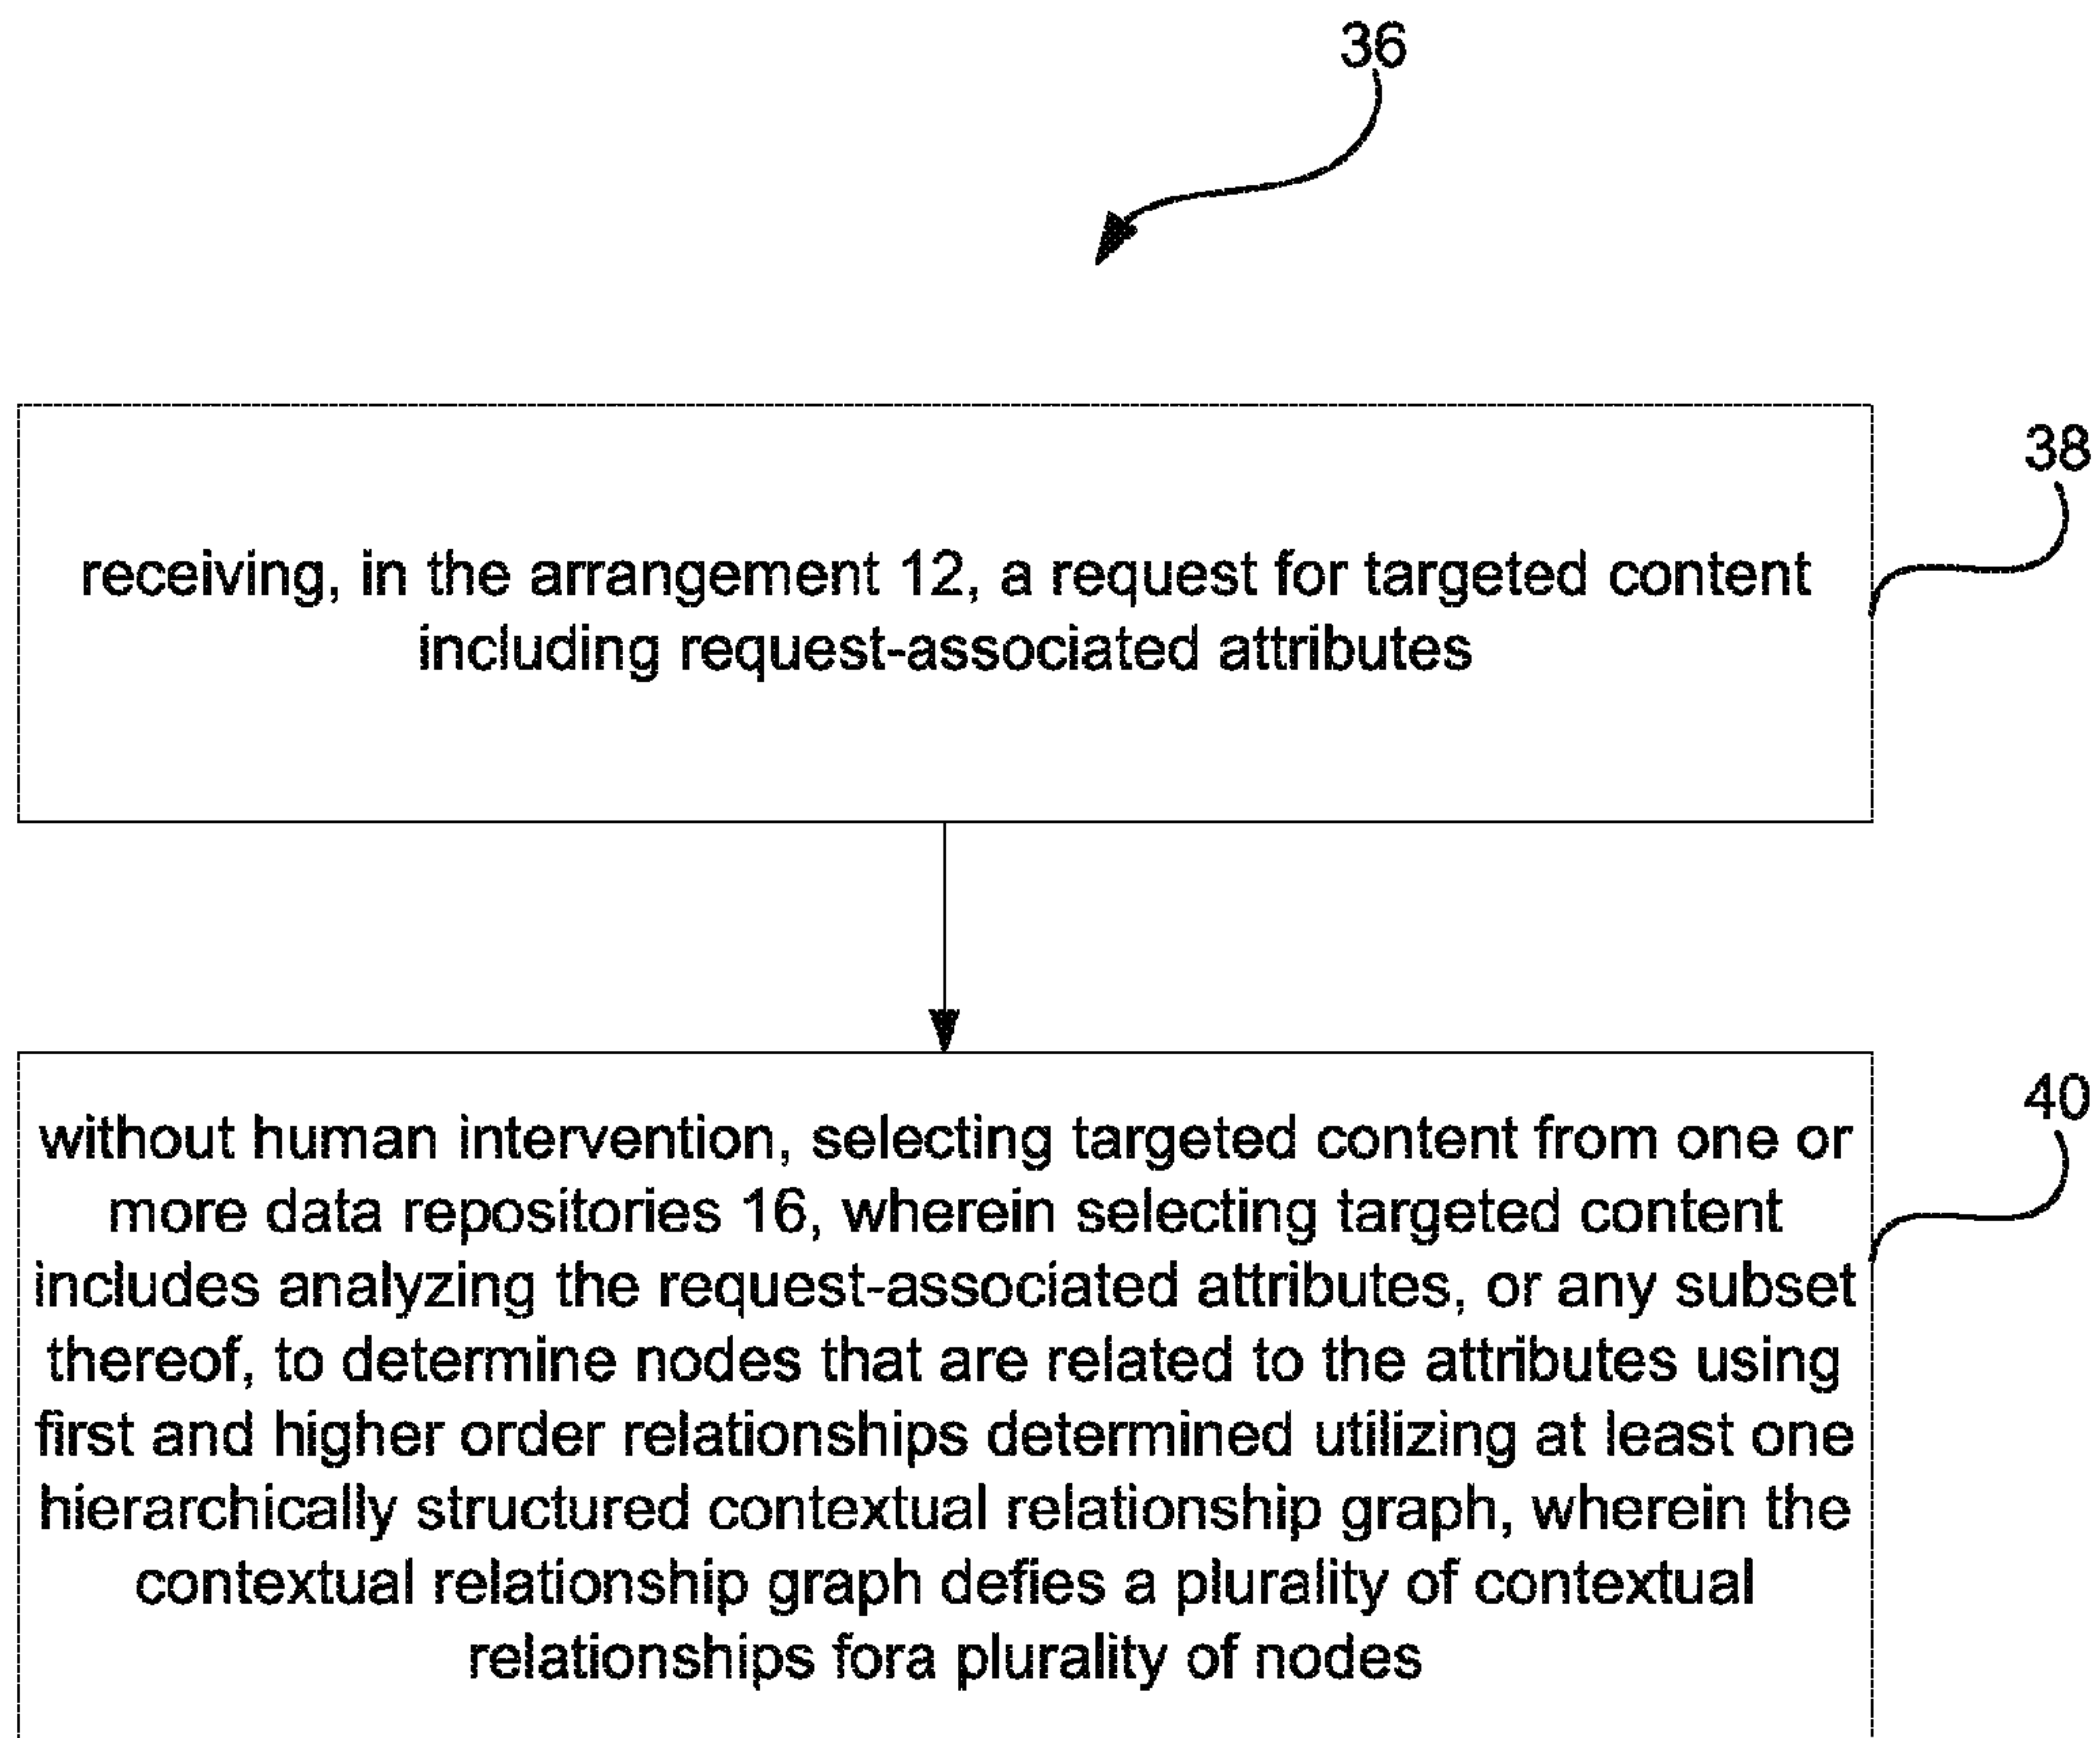 36
38
receiving, in the arrangement 12, a request for targeted content
including request-associated attributes
40
without human intervention, selecting targeted content from one or
more data repositories 16, wherein selecting targeted content
includes analyzing the request-associated attributes, or any subset
thereof, to determine nodes that are related to the attributes using
first and higher order relationships determined utilizing at least one
hierarchically structured contextual relationship graph, wherein the
contextual relationship graph defies a plurality of contextual
relationships fora plurality of nodes